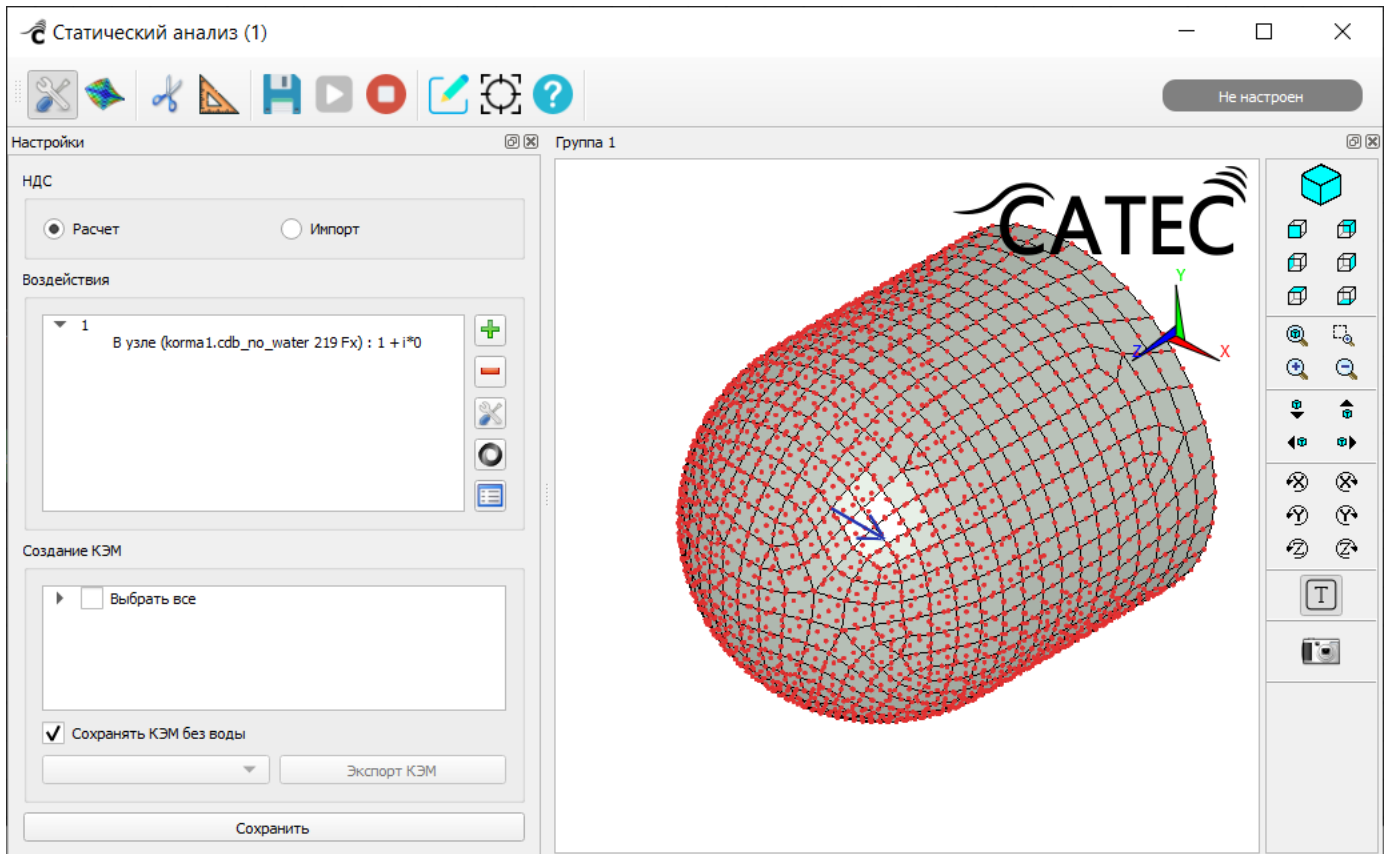 Статический анализ (1)
Не настроен
Настройки
Группа 1
НДС
Расчет
Импорт
Воздействия
1
В узле (korma1.cdb_no_water 219 Fx) : 1 + i*0
Создание КЭМ
Выбрать все
Сохранять КЭМ без воды
Экспорт КЭМ
Сохранить
CATEC
Y
Z
X
X
X
Y
Y
Z
Z
T